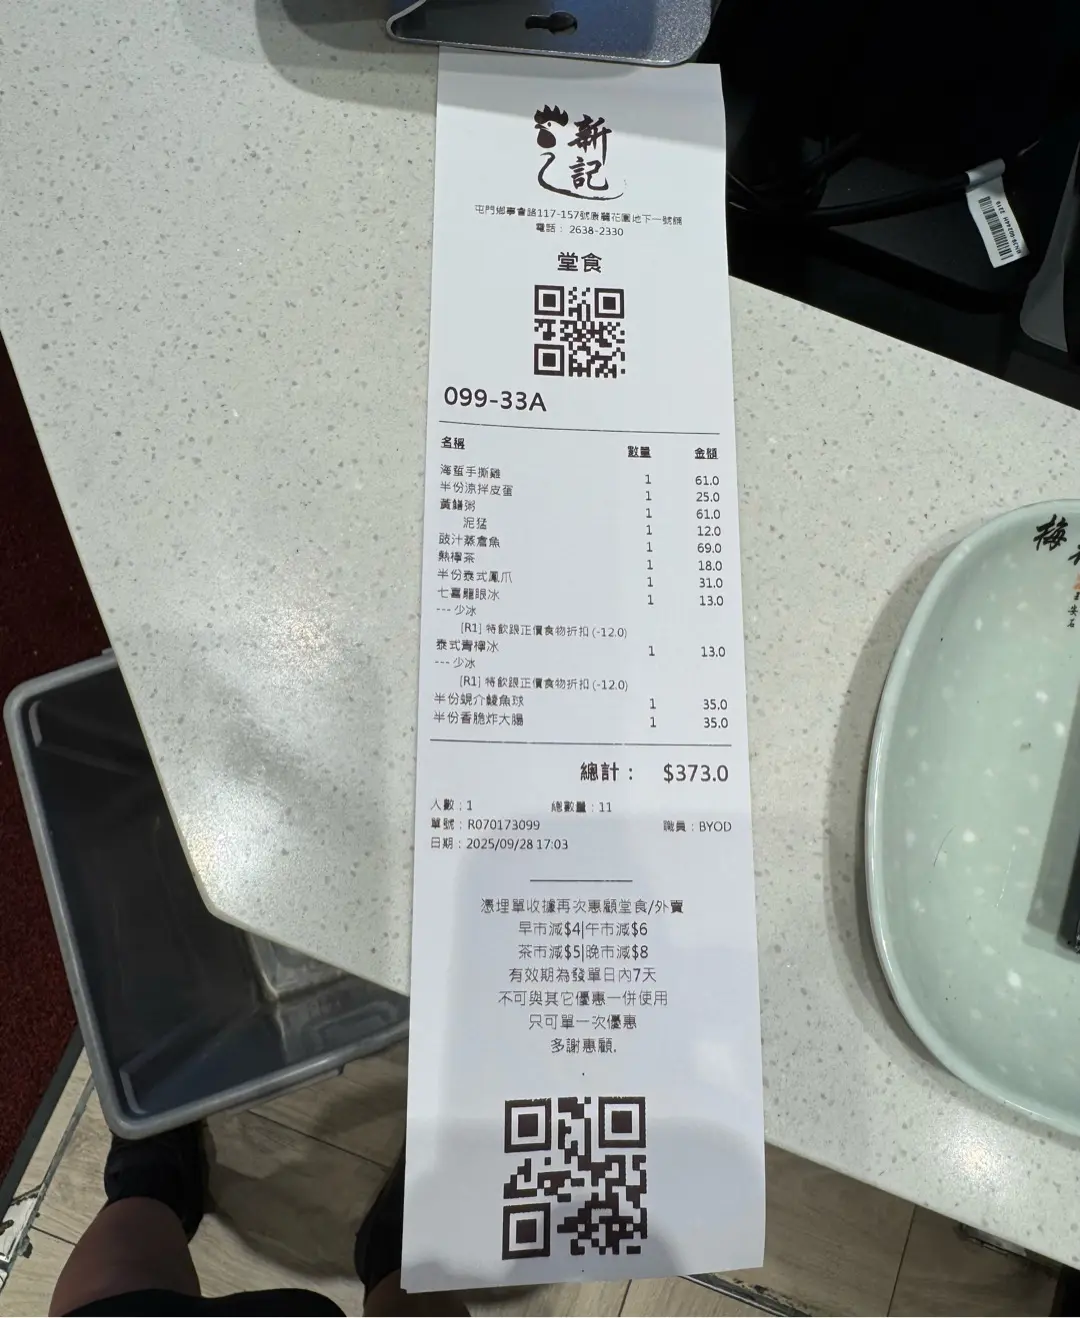 新記
屯門鄉事會路117-157號康麗花園地下一號舖
電話： 2638-2330
堂食
099-33A
名稱 數量 金額
海蜇手撕雞 1 61.0
半份涼拌皮蛋 1 25.0
黃鱔粥 1 61.0
泥鯭 1 12.0
豉汁蒸倉魚 1 69.0
熱檸茶 1 18.0
半份泰式鳳爪 1 31.0
七喜龍眼冰 1 13.0
--- 少冰
[R1] 特飲跟正價食物折扣 (-12.0)
泰式青檸冰 1 13.0
--- 少冰
[R1] 特飲跟正價食物折扣 (-12.0)
半份蜆介鯪魚球 1 35.0
半份香脆炸大腸 1 35.0
總計： $373.0
人數 : 1 總數量 : 11
單號 : R070173099 職員 : BYOD
日期 : 2025/09/28 17:03
憑埋單收據再次惠顧堂食/外賣
早市減$4|午市減$6
茶市減$5|晚市減$8
有效期為發單日內7天
不可與其它優惠一併使用
只可單一次優惠
多謝惠顧.
梅
王安石